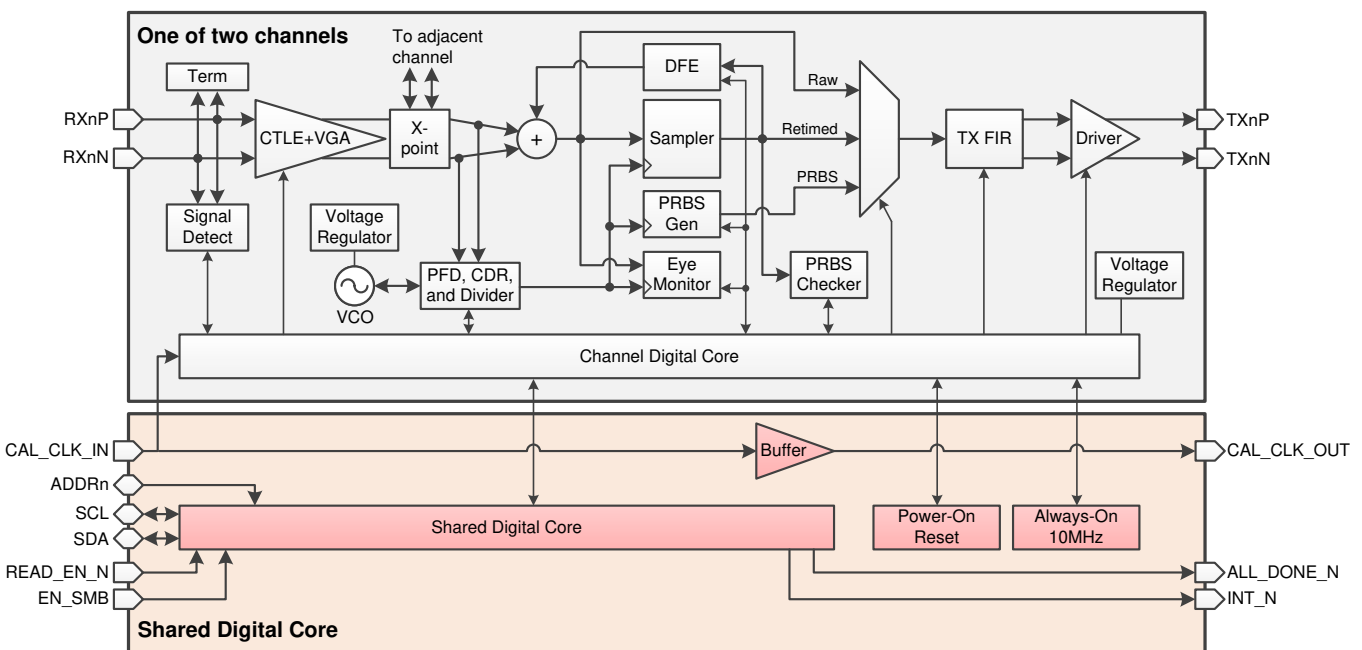 One of two channels
To adjacent
channel
Term
DFE
Raw
RXnP
RXnN
CTLE+VGA
X-
point
+
Sampler
Retimed
TX FIR
Driver
TXnP
TXnN
PRBS
Signal
Detect
Voltage
Regulator
PRBS
Gen
VCO
PFD, CDR,
and Divider
Eye
Monitor
PRBS
Checker
Voltage
Regulator
Channel Digital Core
CAL_CLK_IN
Buffer
CAL_CLK_OUT
ADDRn
SCL
SDA
Shared Digital Core
Power-On
Reset
Always-On
10MHz
READ_EN_N
EN_SMB
ALL_DONE_N
INT_N
Shared Digital Core